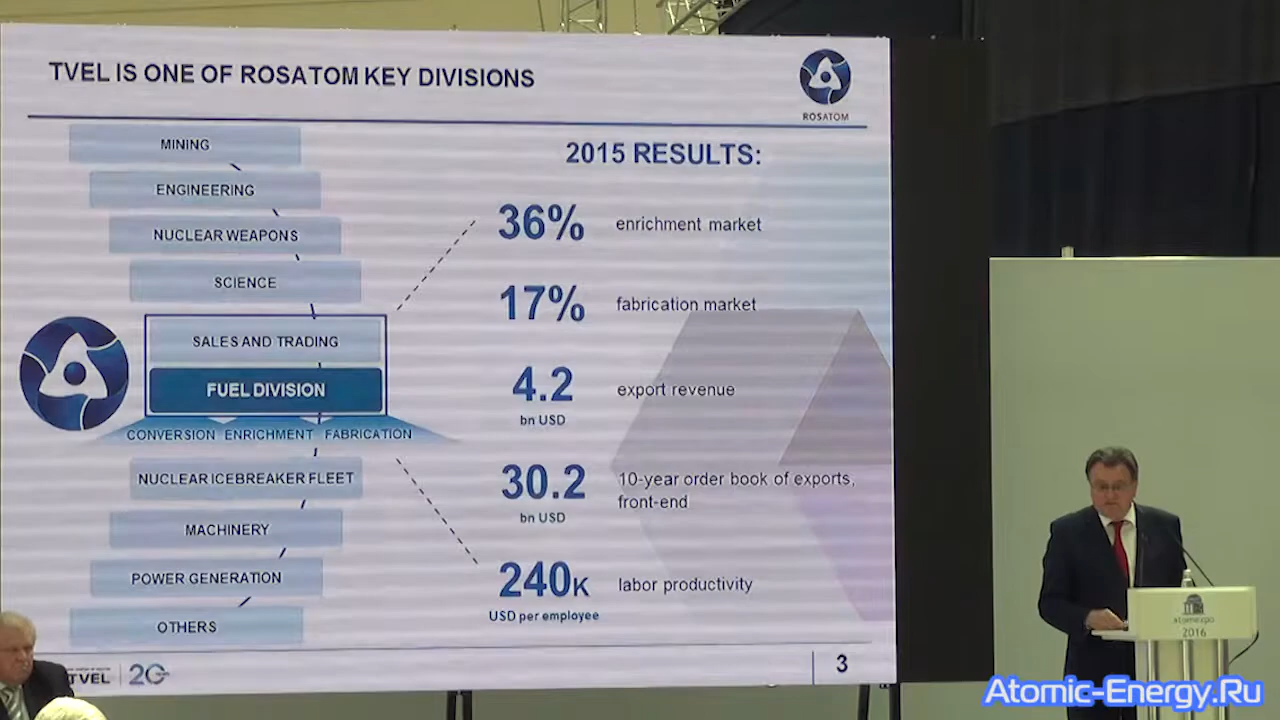 TVEL IS ONE OF ROSATOM KEY DIVISIONS
ROSATOM
MINING
ENGINEERING
NUCLEAR WEAPONS
SCIENCE
SALES AND TRADING
FUEL DIVISION
CONVERSION ENRICHMENT FABRICATION
NUCLEAR ICEBREAKER FLEET
MACHINERY
POWER GENERATION
OTHERS
2015 RESULTS:
36% enrichment market
17% fabrication market
4.2 export revenue
bn USD
30.2 10-year order book of exports,
front-end
bn USD
240K labor productivity
USD per employee
TVEL 20
3
atomexpo
2016
Atomic-Energy.Ru